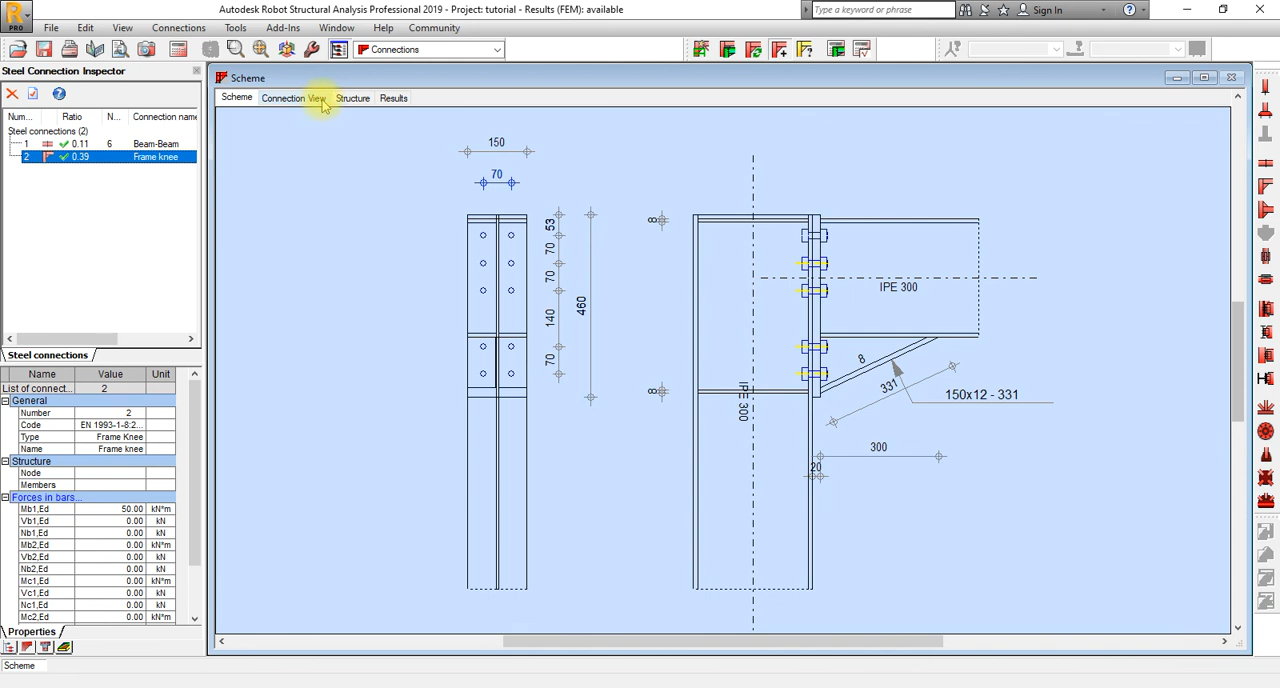 Autodesk Robot Structural Analysis Professional 2019 - Project: tutorial - Results (FEM): available
Type a keyword or phrase
Sign In
PRO
File Edit View Connections Tools Add-Ins Window Help Community
Connections
Steel Connection Inspector
Num... Ratio N... Connection name
Steel connections (2)
1 0.11 6 Beam-Beam
2 0.39 Frame knee
Steel connections
Name Value Unit
List of connect... 2
General
Number 2
Code EN 1993-1-8:2...
Type Frame Knee
Name Frame knee
Structure
Node
Members
Forces in bars...
Mb1,Ed 50.00 kN*m
Vb1,Ed 0.00 kN
Nb1,Ed 0.00 kN
Mb2,Ed 0.00 kN*m
Vb2,Ed 0.00 kN
Nb2,Ed 0.00 kN
Mc1,Ed 0.00 kN*m
Vc1,Ed 0.00 kN
Nc1,Ed 0.00 kN
Mc2,Ed 0.00 kN*m
Properties
Scheme
Scheme
Scheme Connection View Structure Results
150
70
53
70
70
140
70
460
8
8
IPE 300
IPE 300
8
331
150x12 - 331
300
20